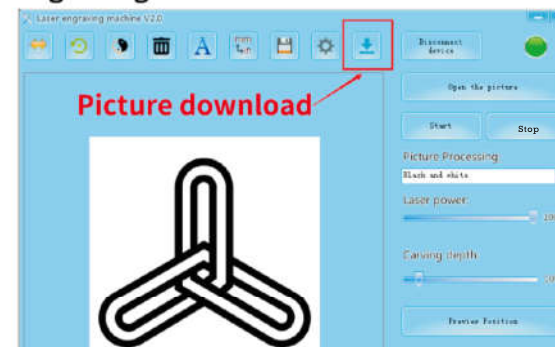 Laser engraving machine V2.0
A
Disconnect
device
Open the picture
Picture download
Start
Stop
Picture Processing:
Black and white
Laser power:
Carving depth:
Preview Position